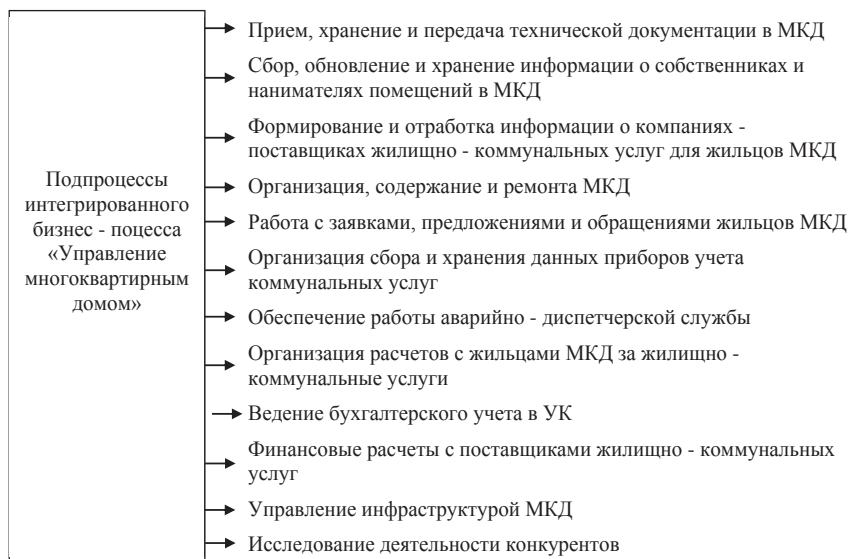 Подпроцессы
интегрированного
бизнес - поцесса
«Управление
многоквартирным
домом»
Прием, хранение и передача технической документации в МКД
Сбор, обновление и хранение информации о собственниках и
нанимателях помещений в МКД
Формирование и отработка информации о компаниях -
поставщиках жилищно - коммунальных услуг для жильцов МКД
Организация, содержание и ремонта МКД
Работа с заявками, предложениями и обращениями жильцов МКД
Организация сбора и хранения данных приборов учета
коммунальных услуг
Обеспечение работы аварийно - диспетчерской службы
Организация расчетов с жильцами МКД за жилищно -
коммунальные услуги
Ведение бухгалтерского учета в УК
Финансовые расчеты с поставщиками жилищно - коммунальных
услуг
Управление инфраструктурой МКД
Исследование деятельности конкурентов